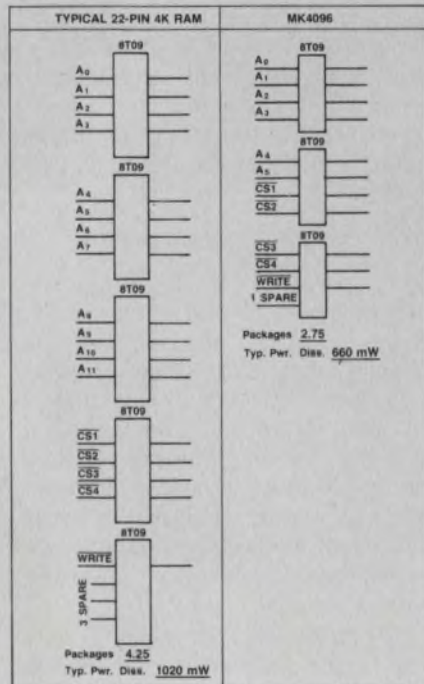 TYPICAL 22-PIN 4K RAM
8T09
A0
A1
A2
A3
8T09
A4
A5
A6
A7
8T09
A8
A9
A10
A11
8T09
CS1
CS2
CS3
CS4
8T09
WRITE
3 SPARE
Packages 4.25
Typ. Pwr. Diss. 1020 mW
MK4096
8T09
A0
A1
A2
A3
8T09
A4
A5
CS1
CS2
8T09
CS3
CS4
WRITE
1 SPARE
Packages 2.75
Typ. Pwr. Diss. 660 mW